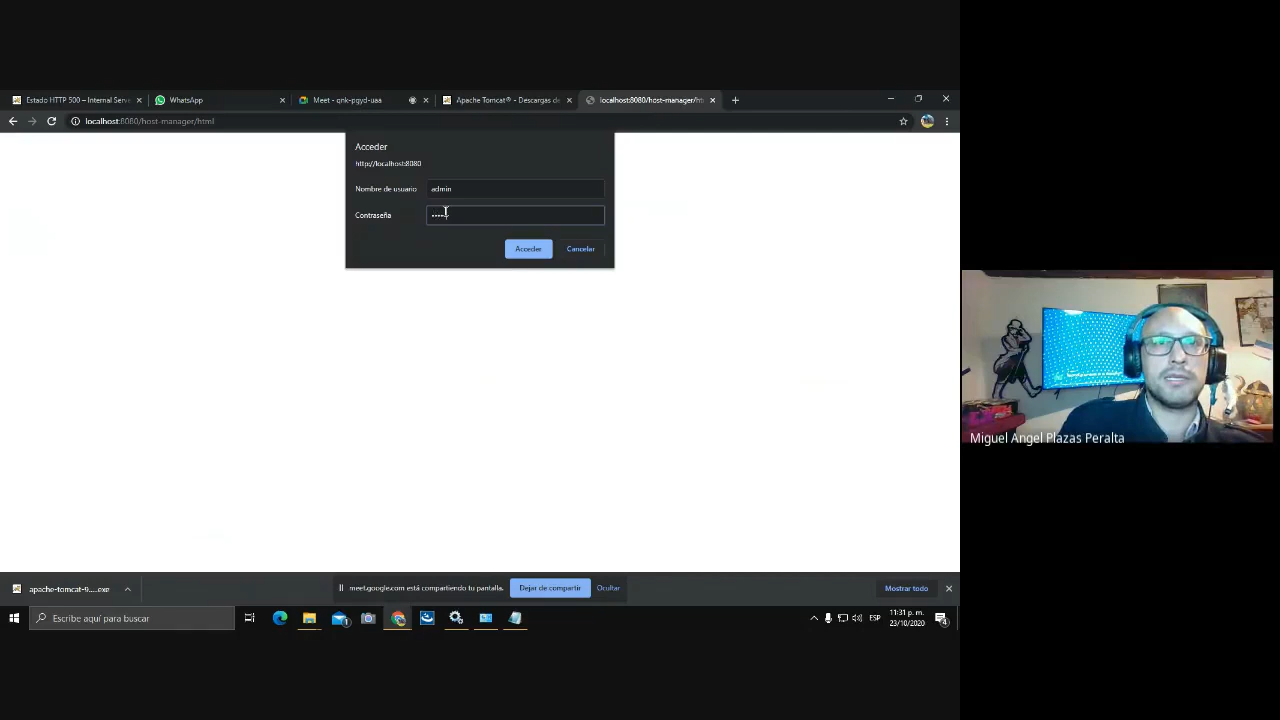 Estado HTTP 500 – Internal Serve
WhatsApp
Meet - qnk-pgyd-uaa
Apache Tomcat® - Descargas de
localhost:8080/host-manager/ht
localhost:8080/host-manager/html
Acceder
http://localhost:8080
Nombre de usuario
admin
Contraseña
Acceder
Cancelar
Miguel Angel Plazas Peralta
apache-tomcat-9....exe
meet.google.com está compartiendo tu pantalla.
Dejar de compartir
Ocultar
Mostrar todo
Escribe aquí para buscar
ESP
11:31 p. m.
23/10/2020